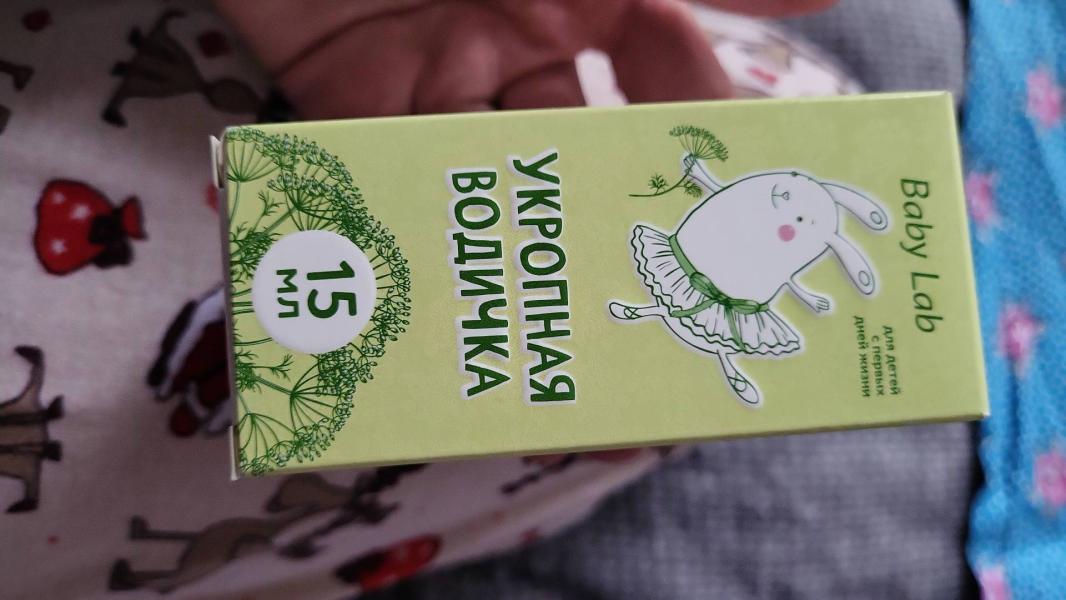 Baby Lab
для детей
с первых
дней жизни
УКРОПНАЯ
ВОДИЧКА
15
МЛ